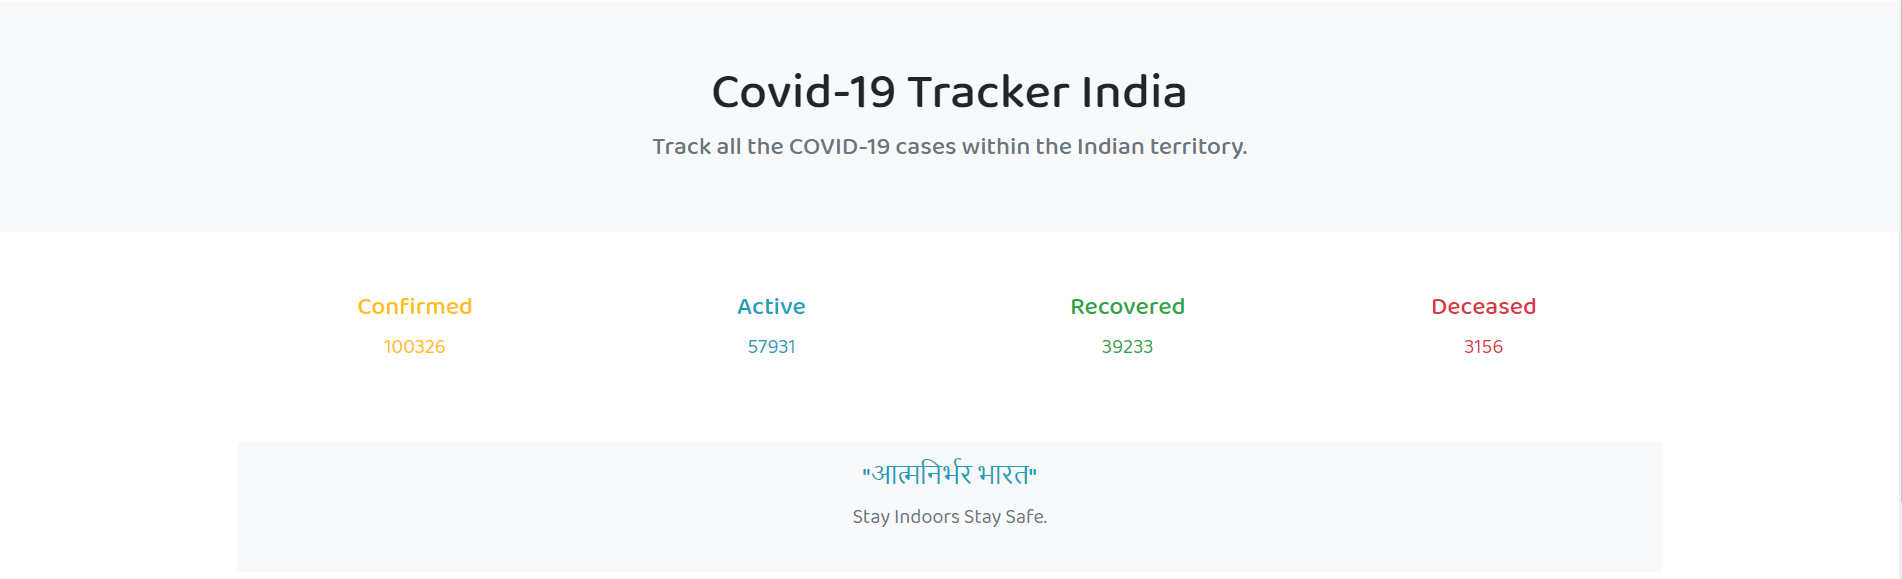 Covid-19 Tracker India
Track all the COVID-19 cases within the Indian territory.
Confirmed Active Recovered Deceased
100326 57931 39233 3156
"आत्मनिर्भर भारत"
Stay Indoors Stay Safe.